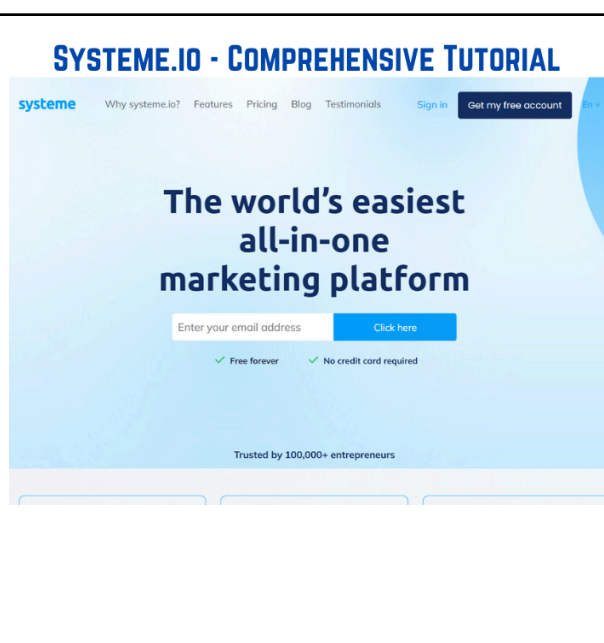 SYSTEME.IO - COMPREHENSIVE TUTORIAL
systeme Why systeme.io? Features Pricing Blog Testimonials Sign in Get my free account En
The world's easiest
all-in-one
marketing platform
Enter your email address Click here
Free forever No credit card required
Trusted by 100,000+ entrepreneurs